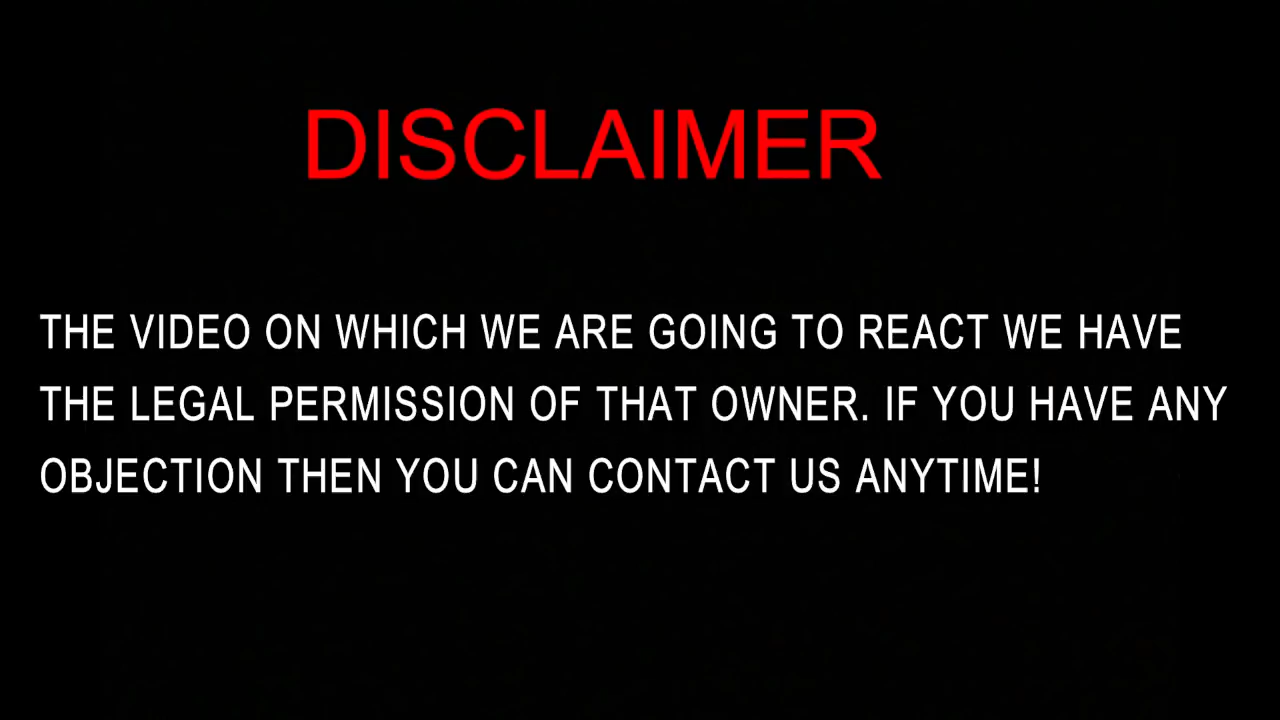 DISCLAIMER
THE VIDEO ON WHICH WE ARE GOING TO REACT WE HAVE
THE LEGAL PERMISSION OF THAT OWNER. IF YOU HAVE ANY
OBJECTION THEN YOU CAN CONTACT US ANYTIME!